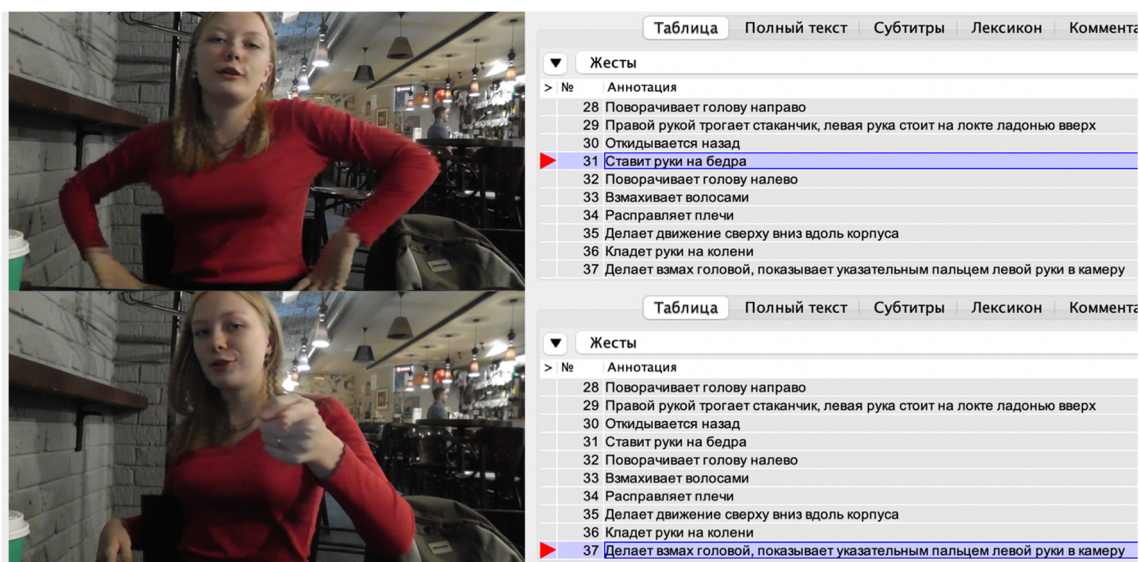 Таблица Полный текст Субтитры Лексикон Коммента
▼ Жесты
> № Аннотация
28 Поворачивает голову направо
29 Правой рукой трогает стаканчик, левая рука стоит на локте ладонью вверх
30 Откидывается назад
31 Ставит руки на бедра
32 Поворачивает голову налево
33 Взмахивает волосами
34 Расправляет плечи
35 Делает движение сверху вниз вдоль корпуса
36 Кладет руки на колени
37 Делает взмах головой, показывает указательным пальцем левой руки в камеру
Таблица Полный текст Субтитры Лексикон Коммента
▼ Жесты
> № Аннотация
28 Поворачивает голову направо
29 Правой рукой трогает стаканчик, левая рука стоит на локте ладонью вверх
30 Откидывается назад
31 Ставит руки на бедра
32 Поворачивает голову налево
33 Взмахивает волосами
34 Расправляет плечи
35 Делает движение сверху вниз вдоль корпуса
36 Кладет руки на колени
37 Делает взмах головой, показывает указательным пальцем левой руки в камеру